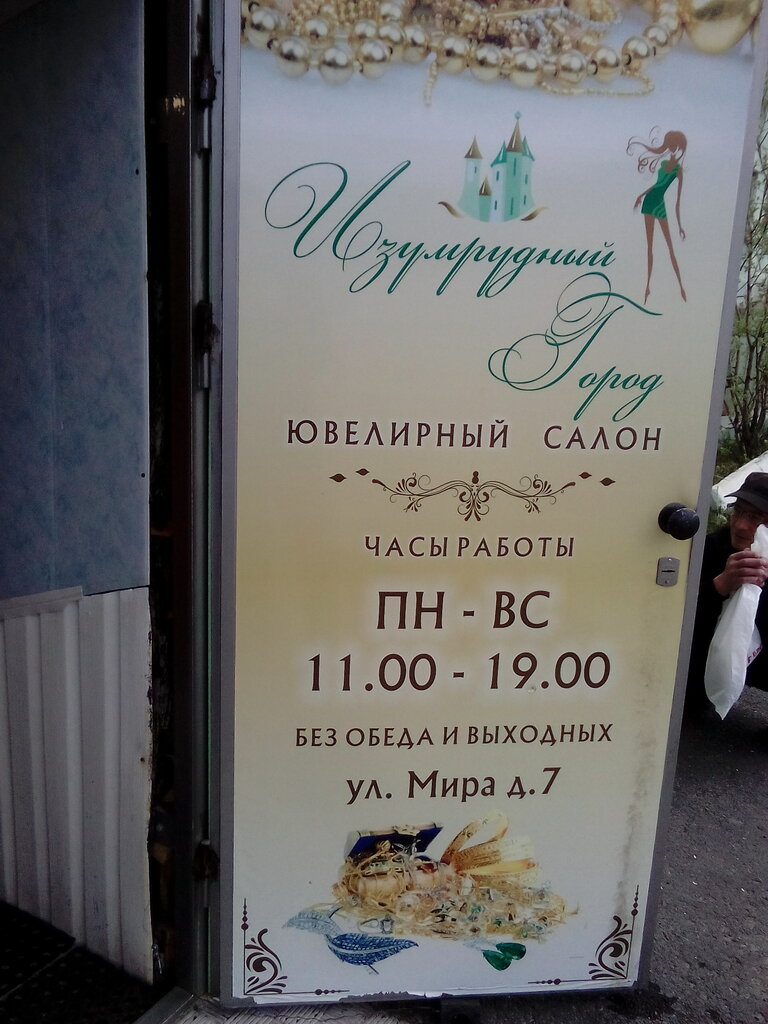 Изумрудный
Город
ЮВЕЛИРНЫЙ САЛОН
ЧАСЫ РАБОТЫ
ПН - ВС
11.00 - 19.00
БЕЗ ОБЕДА И ВЫХОДНЫХ
ул. Мира д.7